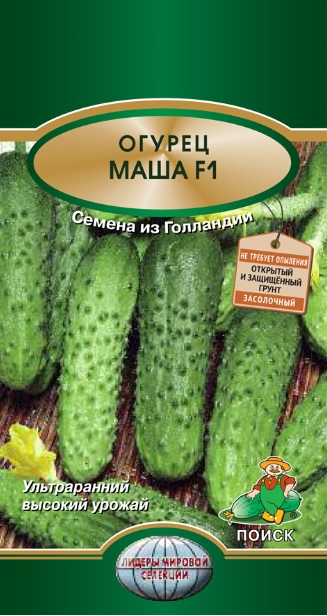 ОГУРЕЦ
МАША F1
Семена из Голландии
НЕ ТРЕБУЕТ ОПЫЛЕНИЯ
ОТКРЫТЫЙ
И ЗАЩИЩЁННЫЙ
ГРУНТ
ЗАСОЛОЧНЫЙ
Ультраранний
высокий урожай
ПОИСК
ЛИДЕРЫ МИРОВОЙ
СЕЛЕКЦИИ